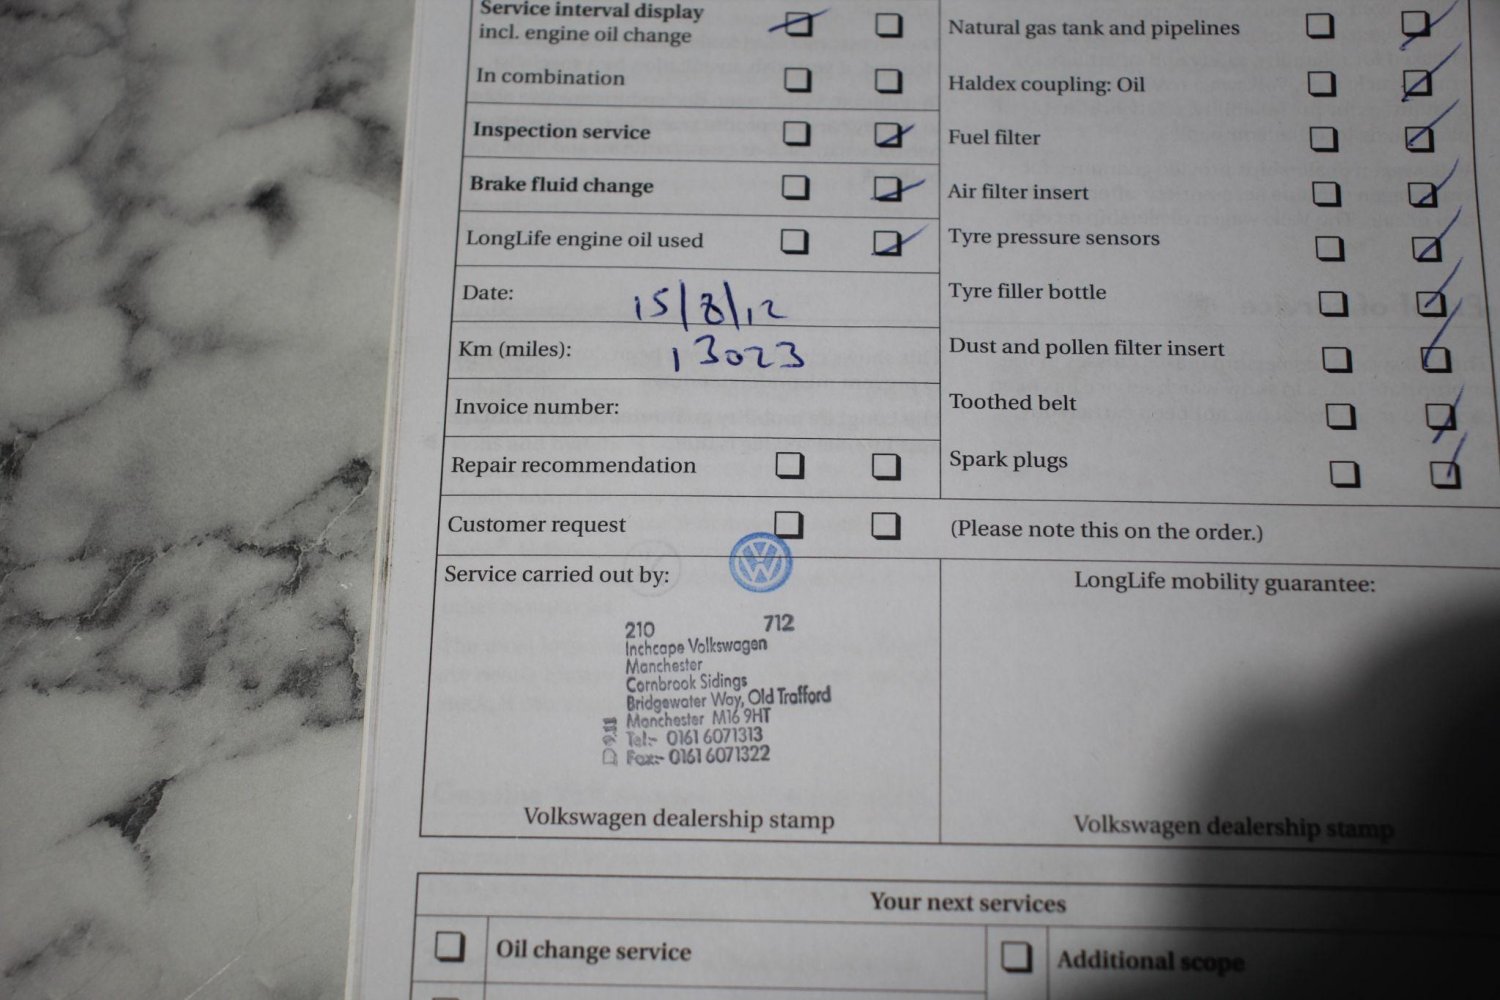 Service interval display
incl. engine oil change
In combination
Inspection service
Brake fluid change
LongLife engine oil used
Date: 15/8/12
Km (miles): 13023
Invoice number:
Repair recommendation
Customer request
Natural gas tank and pipelines
Haldex coupling: Oil
Fuel filter
Air filter insert
Tyre pressure sensors
Tyre filler bottle
Dust and pollen filter insert
Toothed belt
Spark plugs
(Please note this on the order.)
Service carried out by:
210 712
Inchcape Volkswagen
Manchester
Cornbrook Sidings
Bridgewater Way, Old Trafford
Manchester M16 9HT
Tel:- 0161 6071313
Fax:- 0161 6071322
Volkswagen dealership stamp
LongLife mobility guarantee:
Volkswagen dealership stamp
Your next services
Oil change service
Additional scope